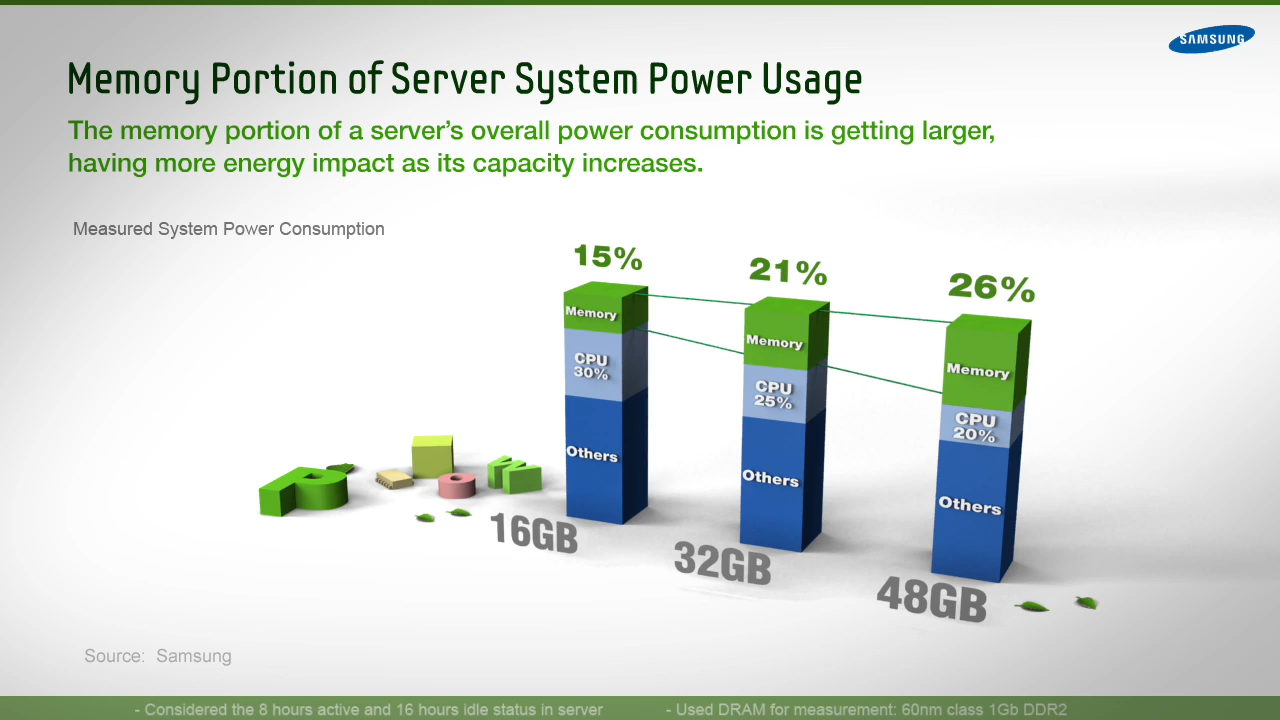 SAMSUNG
Memory Portion of Server System Power Usage
The memory portion of a server's overall power consumption is getting larger,
having more energy impact as its capacity increases.
Measured System Power Consumption
15%
21%
26%
Memory
CPU
30%
Others
16GB
Memory
CPU
25%
Others
32GB
Memory
CPU
20%
Others
48GB
Source: Samsung
- Considered the 8 hours active and 16 hours idle status in server
- Used DRAM for measurement: 60nm class 1Gb DDR2